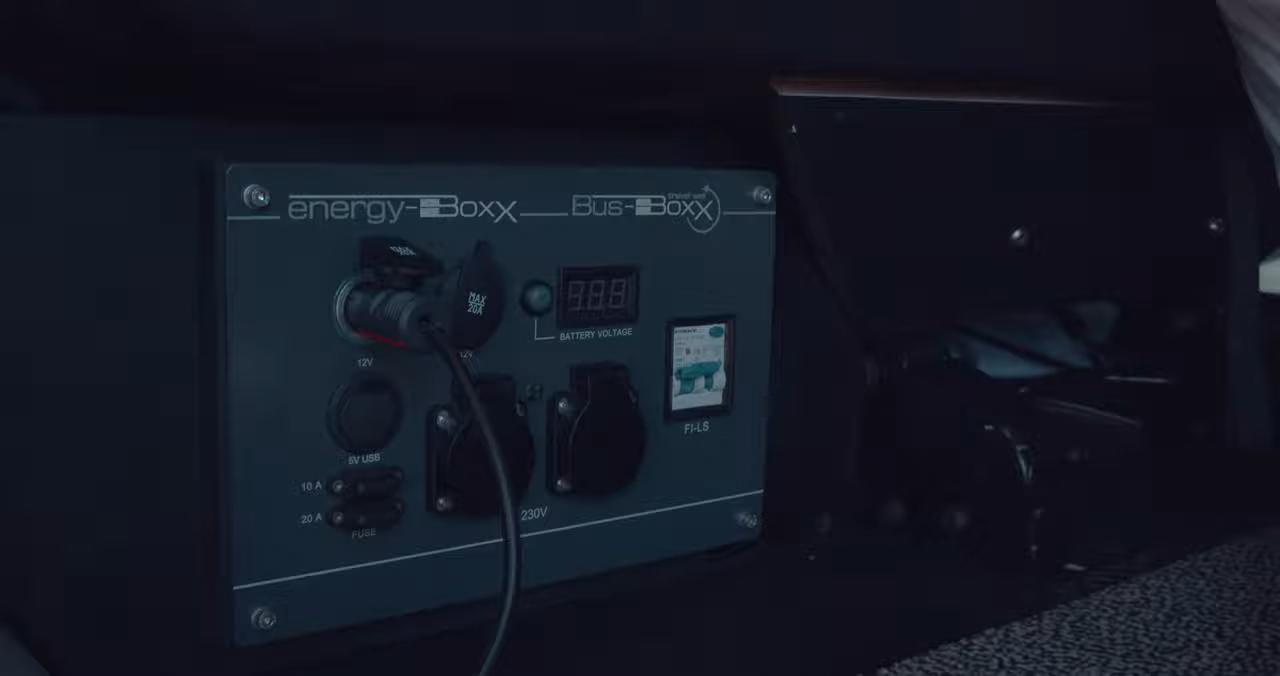 energy-Boxx
Bus-Boxx
MAX
20A
BATTERY VOLTAGE
12V
12V
5V USB
10 A
20 A
FUSE
230V
FI-LS